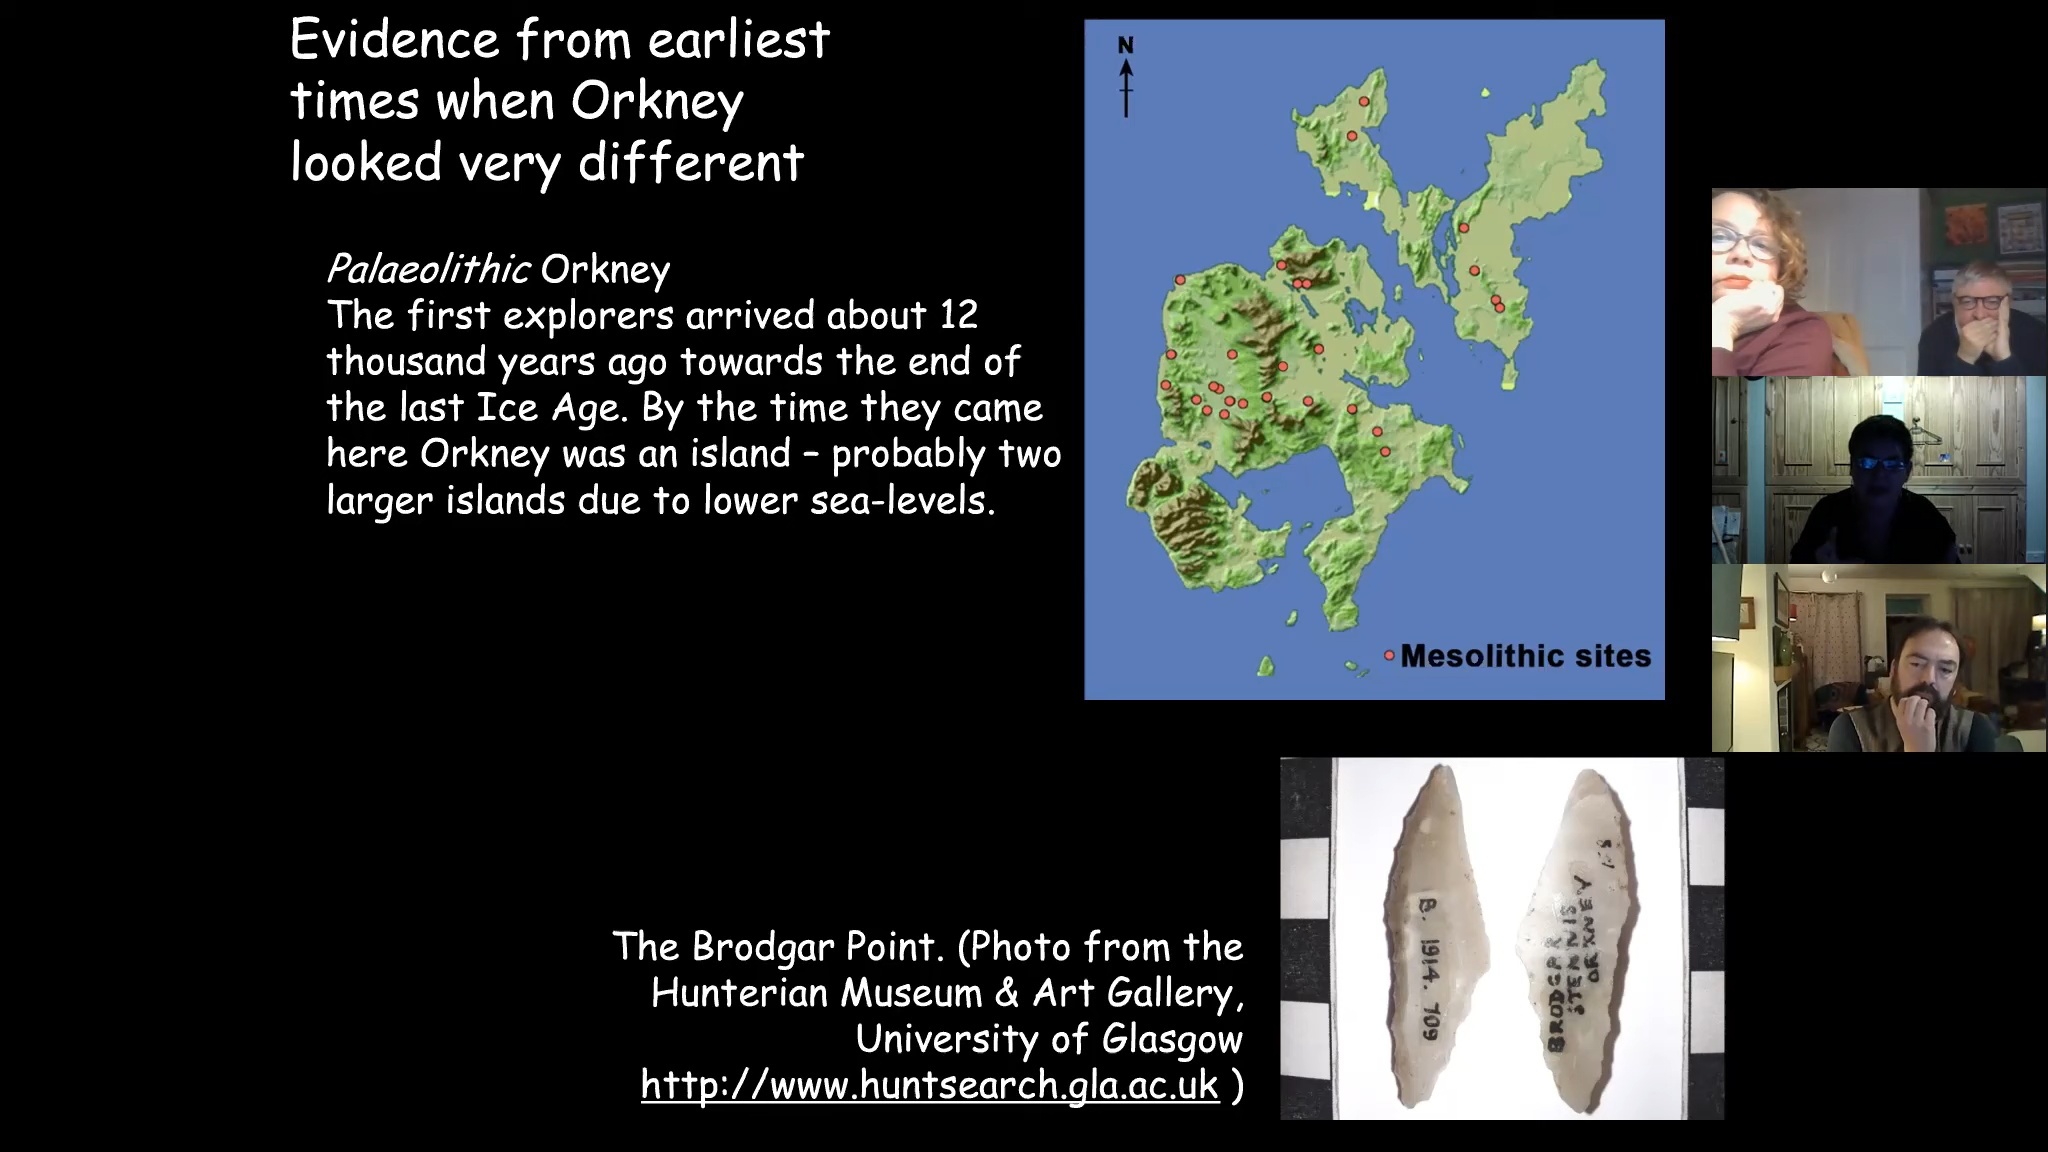 Evidence from earliest
times when Orkney
looked very different
Palaeolithic Orkney
The first explorers arrived about 12
thousand years ago towards the end of
the last Ice Age. By the time they came
here Orkney was an island – probably two
larger islands due to lower sea-levels.
N
Mesolithic sites
The Brodgar Point. (Photo from the
Hunterian Museum & Art Gallery,
University of Glasgow
http://www.huntsearch.gla.ac.uk )
B. 1914. 709
BRODGAR
STENNIS
ORKNEY